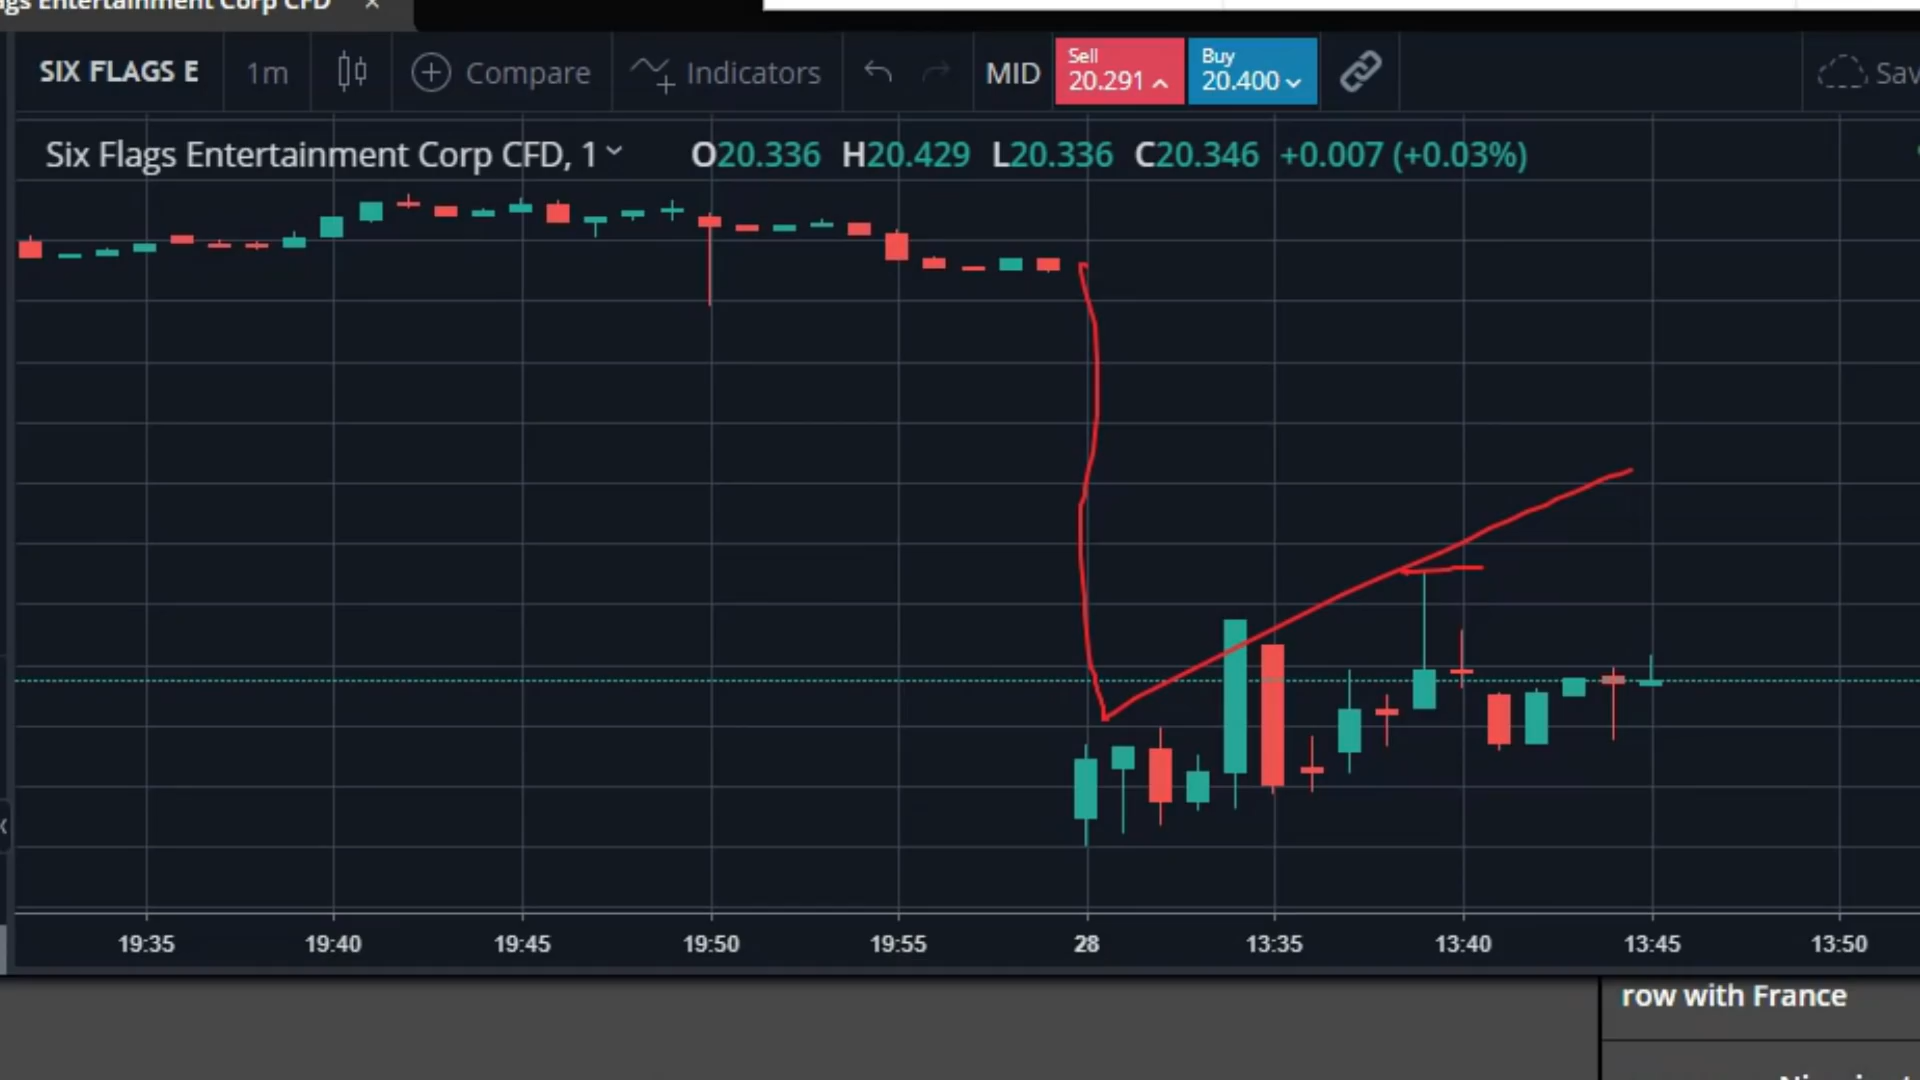 ags Entertainment Corp CFD ×
SIX FLAGS E 1m Compare Indicators MID Sell 20.291 Buy 20.400 Sav
Six Flags Entertainment Corp CFD, 1 O20.336 H20.429 L20.336 C20.346 +0.007 (+0.03%)
19:35 19:40 19:45 19:50 19:55 28 13:35 13:40 13:45 13:50
row with France